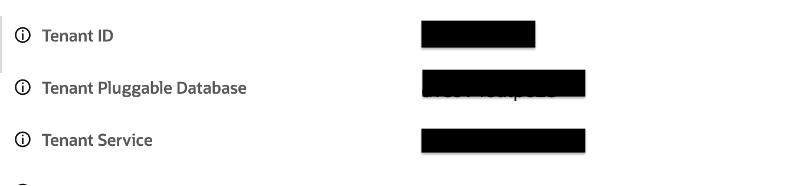 Tenant ID
Tenant Pluggable Database
Tenant Service